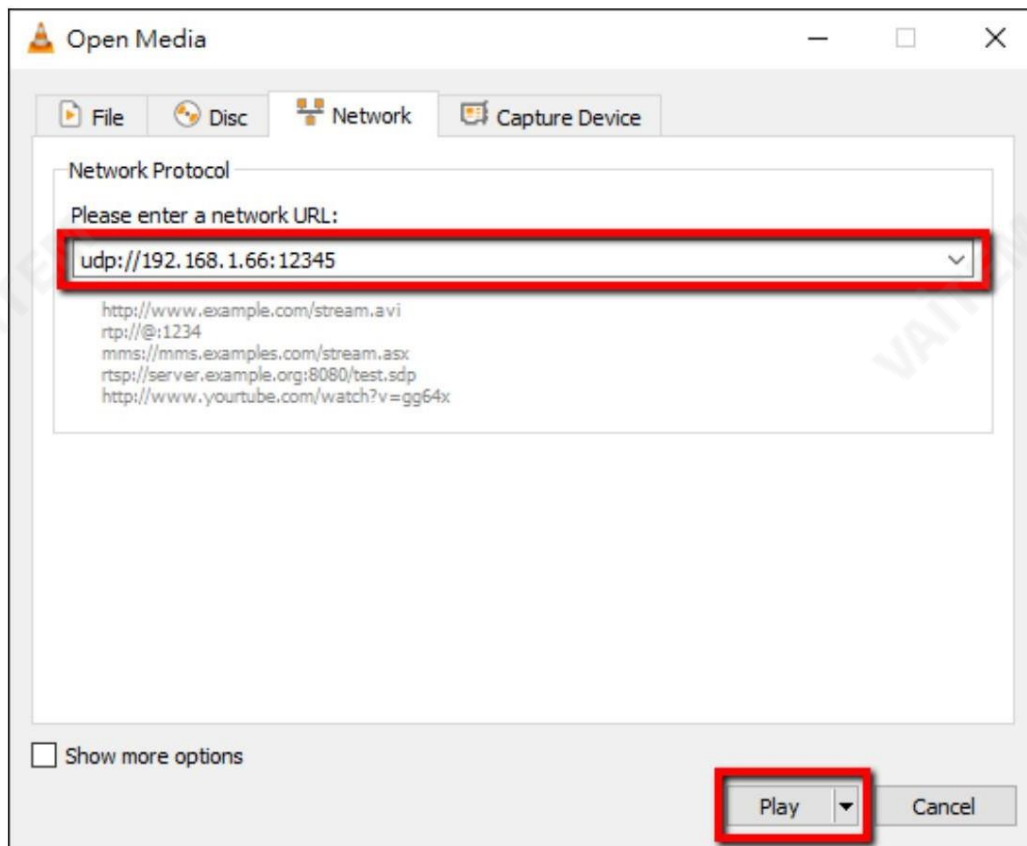 Open Media
File Disc Network Capture Device
Network Protocol
Please enter a network URL:
udp://192.168.1.66:12345
http://www.example.com/stream.avi
rtp://@:1234
mms://mms.examples.com/stream.asx
rtsp://server.example.org:8080/test.sdp
http://www.yourtube.com/watch?v=gg64x
Show more options
Play Cancel